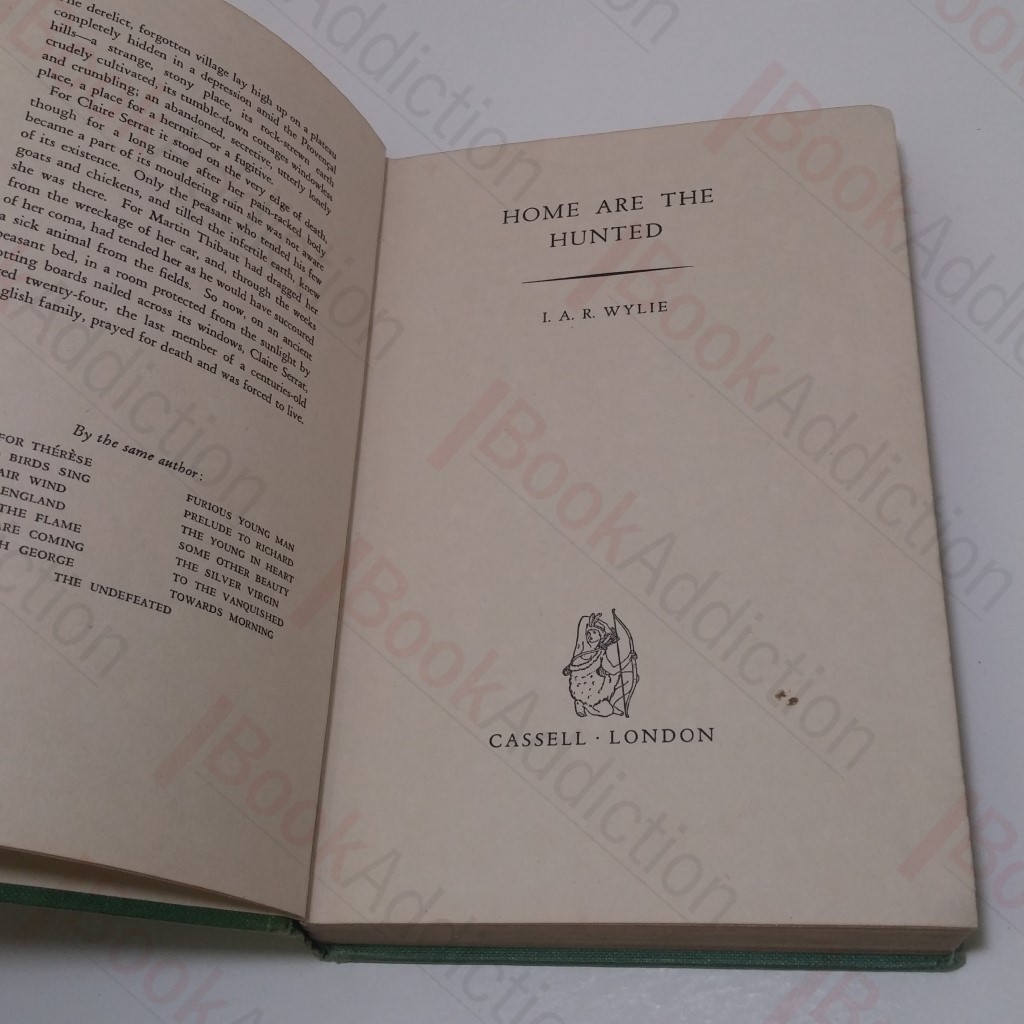 The derelict, forgotten village lay high up on a plateau
completely hidden in a depression amid the Provençal
hills—a strange, stony place, its rock-strewn earth
crudely cultivated, its tumble-down cottages windowless
and crumbling; an abandoned, secretive, utterly lonely
place, a place for a hermit—or a fugitive.
For Claire Serrat it stood on the very edge of death,
though for a long time after her pain-racked body
became a part of its mouldering ruin she was not aware
of its existence. Only the peasant who tended his few
goats and chickens, and tilled the infertile earth, knew
she was there. For Martin Thibaut had dragged her
from the wreckage of her car, and, through the weeks
of her coma, had tended her as he would have succoured
a sick animal from the fields. So now, on an ancient
peasant bed, in a room protected from the sunlight by
rotting boards nailed across its windows, Claire Serrat,
twenty-four, the last member of a centuries-old
English family, prayed for death and was forced to live.
By the same author:
FOR THÉRÈSE
BIRDS SING
AIR WIND
ENGLAND
THE FLAME
ARE COMING
GEORGE
FURIOUS YOUNG MAN
PRELUDE TO RICHARD
THE YOUNG IN HEART
SOME OTHER BEAUTY
THE SILVER VIRGIN
TO THE VANQUISHED
TOWARDS MORNING
THE UNDEFEATED
HOME ARE THE
HUNTED
I. A. R. WYLIE
CASSELL · LONDON
BookAddiction